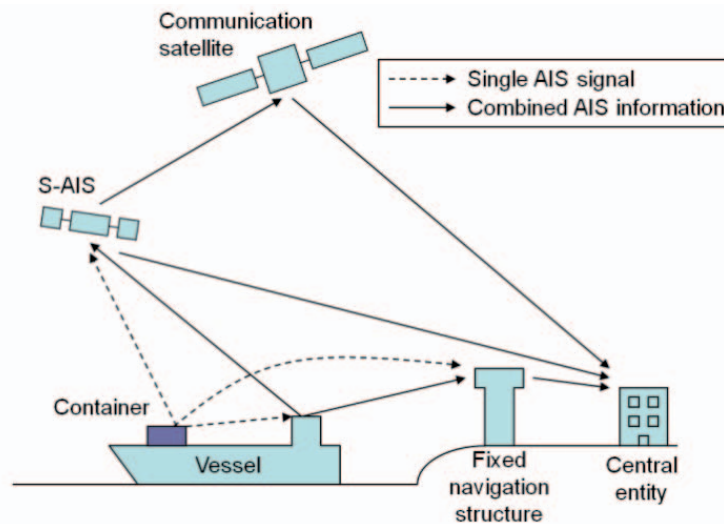 Communication
satellite
Single AIS signal
Combined AIS information
S-AIS
Container
Vessel
Fixed
navigation
structure
Central
entity